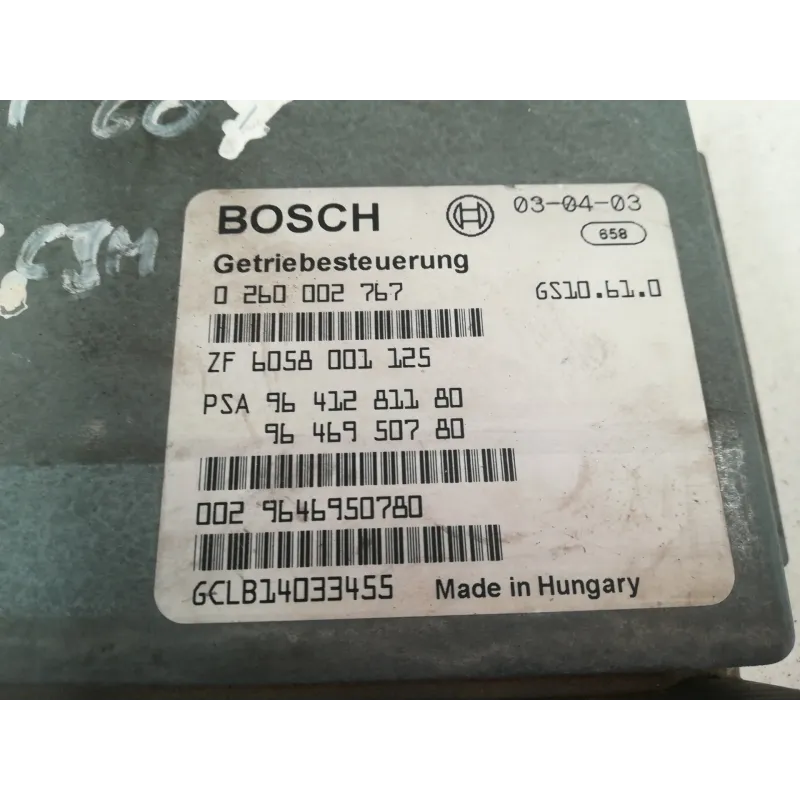 607
BOSCH 03-04-03
658
Getriebesteuerung
0 260 002 767 GS10.61.0
ZF 6058 001 125
PSA 96 412 811 80
96 469 507 80
002 9646950780
GCLB14033455 Made in Hungary